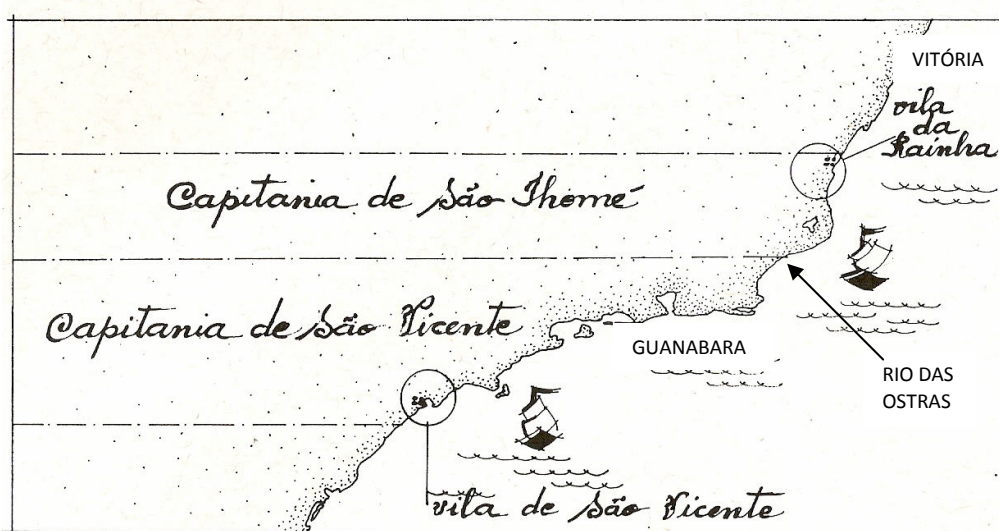 VITÓRIA
vila
da
Rainha
Capitania de São Thomé
Capitania de São Vicente
GUANABARA
RIO DAS
OSTRAS
vila de São Vicente